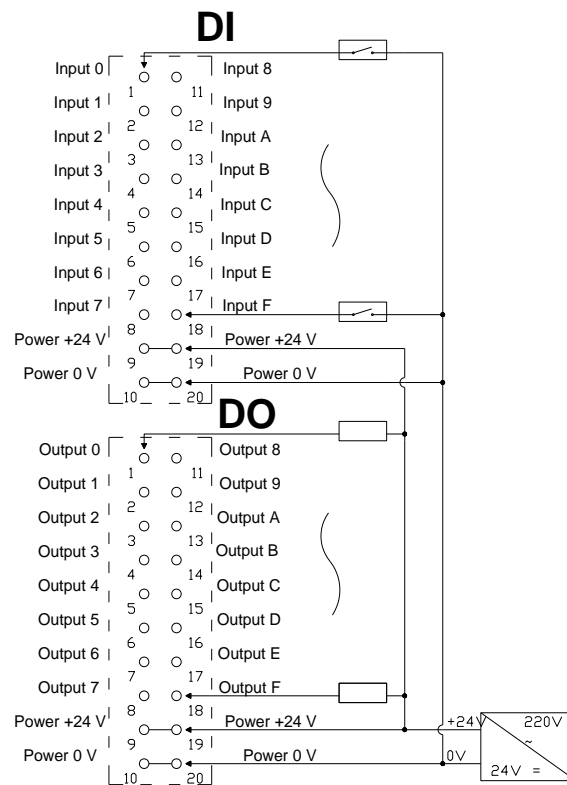 DI
Input 0 Input 8
1 11
Input 1 Input 9
2 12
Input 2 Input A
3 13
Input 3 Input B
4 14
Input 4 Input C
5 15
Input 5 Input D
6 16
Input 6 Input E
7 17
Input 7 Input F
8 18
Power +24 V Power +24 V
9 19
Power 0 V Power 0 V
10 20
DO
Output 0 Output 8
1 11
Output 1 Output 9
2 12
Output 2 Output A
3 13
Output 3 Output B
4 14
Output 4 Output C
5 15
Output 5 Output D
6 16
Output 6 Output E
7 17
Output 7 Output F
8 18
Power +24 V Power +24 V +24V 220V
~
9 19
Power 0 V Power 0 V 0V 24V =
10 20